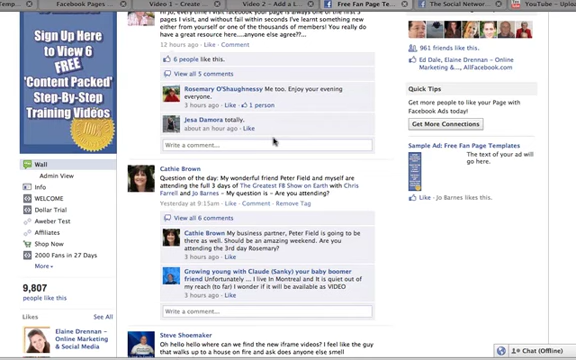 Facebook Pages
Video 1 – Create
Video 2 – Add a L
Free Fan Page Temp
The Social Network
YouTube – Uploa
Sign Up Here
to View 6
FREE
'Content Packed'
Step-By-Step
Training Videos
100%
Wall
Admin View
Info
WELCOME
Dollar Trial
Aweber Test
Affiliates
Shop Now
2000 Fans in 27 Days
More
9,807
people like this
Likes
See All
Elaine Drennan -
Online Marketing
& Social Media
things I visit, and without fail within seconds I've learnt something new
either from yourself or one of the thousands of members! You really do
have a great resource here....anyone else agree??
12 hours ago · Like · Comment
6 people like this.
View all 5 comments
Rosemary O'Shaughnessy Me too. Enjoy your evening
everyone.
3 hours ago · Like · 1 person
Jesa Damora totally.
about an hour ago · Like
Write a comment...
Cathie Brown
Question of the day: My wonderful friend Peter Field and myself are
attending the full 3 days of The Greatest FB Show on Earth with Chris
Farrell and Jo Barnes – My question is – Are you attending?
Yesterday at 9:15am · Like · Comment · Remove Tag
View all 6 comments
Cathie Brown My business partner, Peter Field is going to be
there as well. Should be an amazing weekend. Are you
attending the 3rd day Rosemary?
3 hours ago · Like
Growing young with Claude (Sanky) your baby boomer
friend Unfortunately ... I live in Montreal and It is quiet out of
my reach (to far) I wonder if it will be available as VIDEO
3 hours ago · Like
Write a comment...
Steve Shoemaker
Oh hello hello where can we find the new iframe videos? I feel like the guy
that walks up to a house on fire and ask does anyone else smell
961 friends like this.
Ed Dale, Elaine Drennan -
Online Marketing &...,
AllFacebook.com
Quick Tips
Get more people to like your Page with
Facebook Ads today!
Get More Connections
Sample Ad: Free Fan Page Templates
The text of your ad
will go here.
Like · Jo Barnes likes this.
Chat (Offline)